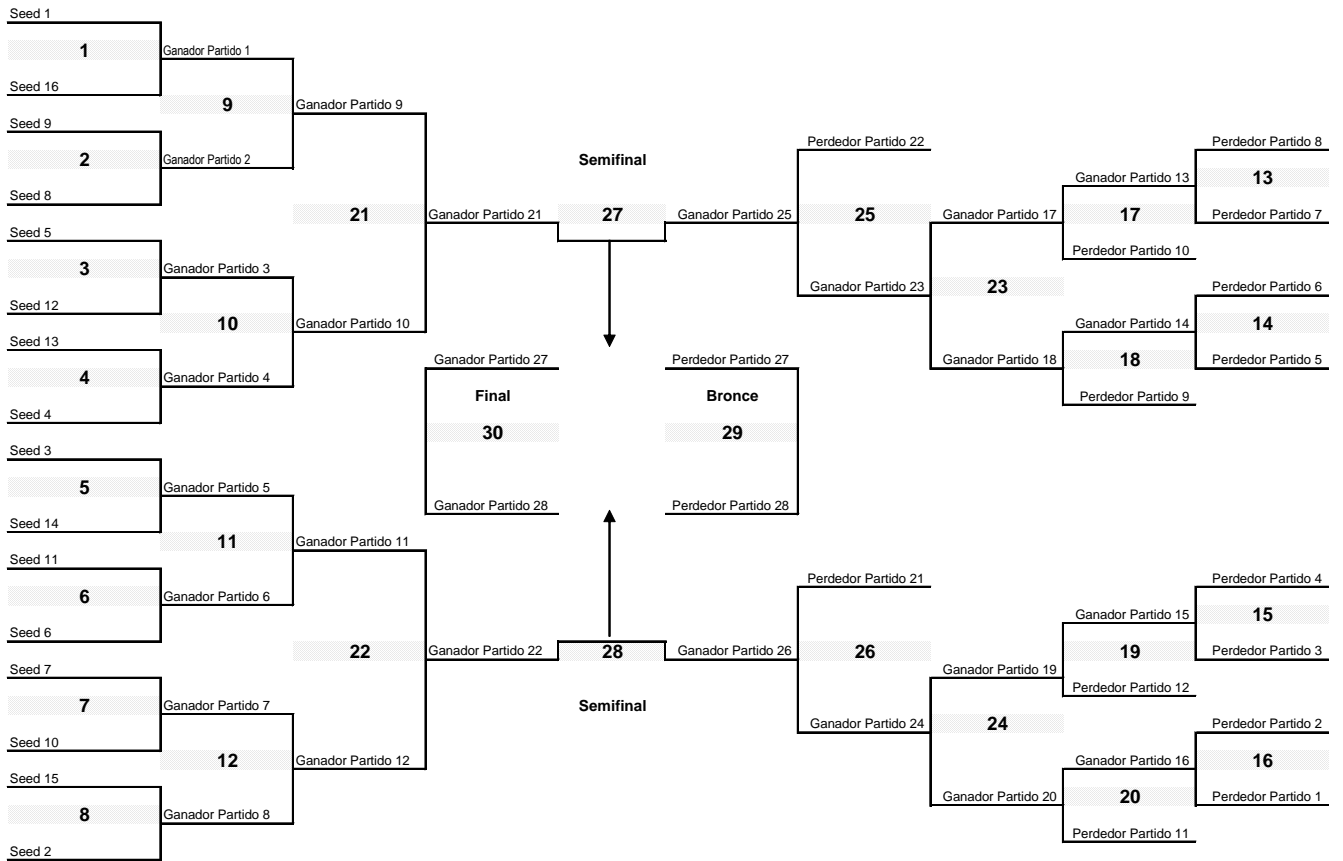 Seed 1
1
Ganador Partido 1
Seed 16
9
Ganador Partido 9
Seed 9
2
Ganador Partido 2
Seed 8
21
Ganador Partido 21
Seed 5
3
Ganador Partido 3
Seed 12
10
Ganador Partido 10
Seed 13
4
Ganador Partido 4
Seed 4
Seed 3
5
Ganador Partido 5
Seed 14
11
Ganador Partido 11
Seed 11
6
Ganador Partido 6
Seed 6
22
Ganador Partido 22
Seed 7
7
Ganador Partido 7
Seed 10
12
Ganador Partido 12
Seed 15
8
Ganador Partido 8
Seed 2
Semifinal
27
Ganador Partido 27
Final
30
Ganador Partido 28
Perdedor Partido 27
Bronce
29
Perdedor Partido 28
28
Semifinal
Perdedor Partido 22
Ganador Partido 25
25
Ganador Partido 23
Ganador Partido 17
23
Ganador Partido 18
Ganador Partido 13
17
Perdedor Partido 10
Perdedor Partido 8
13
Perdedor Partido 7
Ganador Partido 14
18
Perdedor Partido 9
Perdedor Partido 6
14
Perdedor Partido 5
Perdedor Partido 21
Ganador Partido 26
26
Ganador Partido 24
Ganador Partido 19
24
Ganador Partido 20
Ganador Partido 15
19
Perdedor Partido 12
Perdedor Partido 4
15
Perdedor Partido 3
Ganador Partido 16
20
Perdedor Partido 11
Perdedor Partido 2
16
Perdedor Partido 1